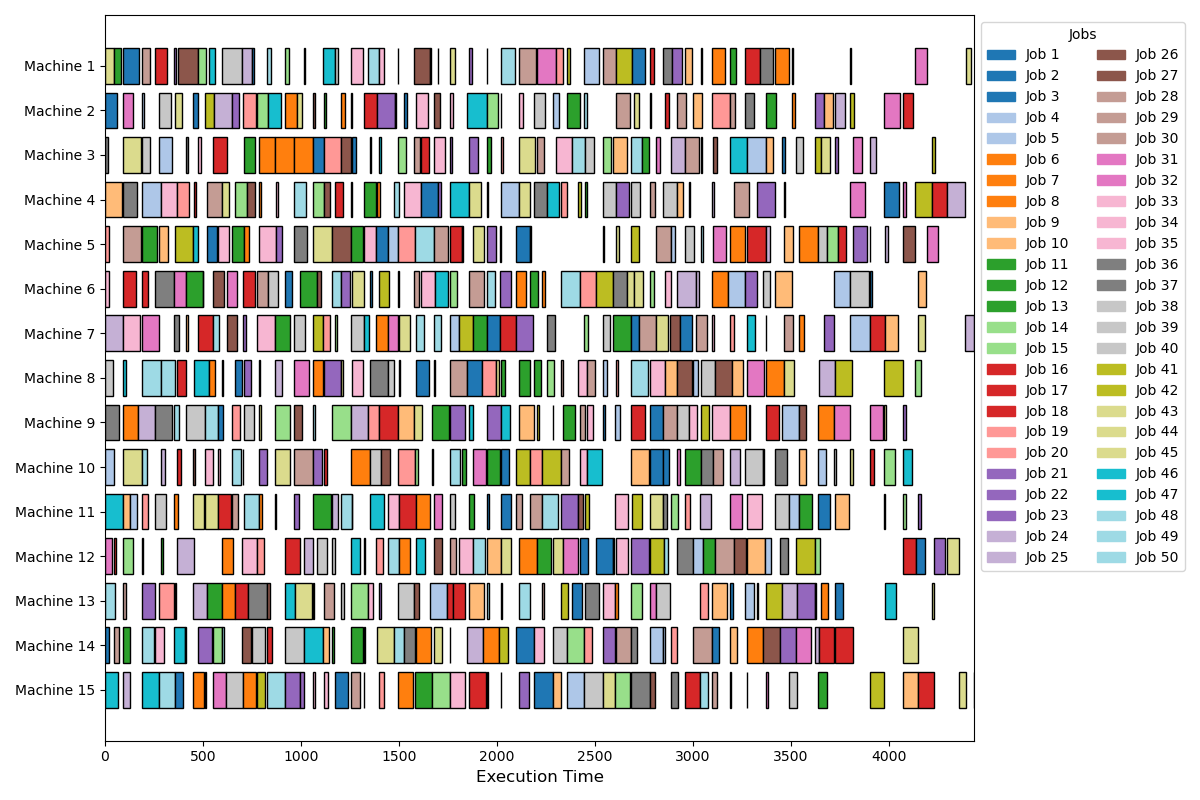 Machine 1
Machine 2
Machine 3
Machine 4
Machine 5
Machine 6
Machine 7
Machine 8
Machine 9
Machine 10
Machine 11
Machine 12
Machine 13
Machine 14
Machine 15
0 500 1000 1500 2000 2500 3000 3500 4000
Execution Time
Jobs
Job 1 Job 26
Job 2 Job 27
Job 3 Job 28
Job 4 Job 29
Job 5 Job 30
Job 6 Job 31
Job 7 Job 32
Job 8 Job 33
Job 9 Job 34
Job 10 Job 35
Job 11 Job 36
Job 12 Job 37
Job 13 Job 38
Job 14 Job 39
Job 15 Job 40
Job 16 Job 41
Job 17 Job 42
Job 18 Job 43
Job 19 Job 44
Job 20 Job 45
Job 21 Job 46
Job 22 Job 47
Job 23 Job 48
Job 24 Job 49
Job 25 Job 50